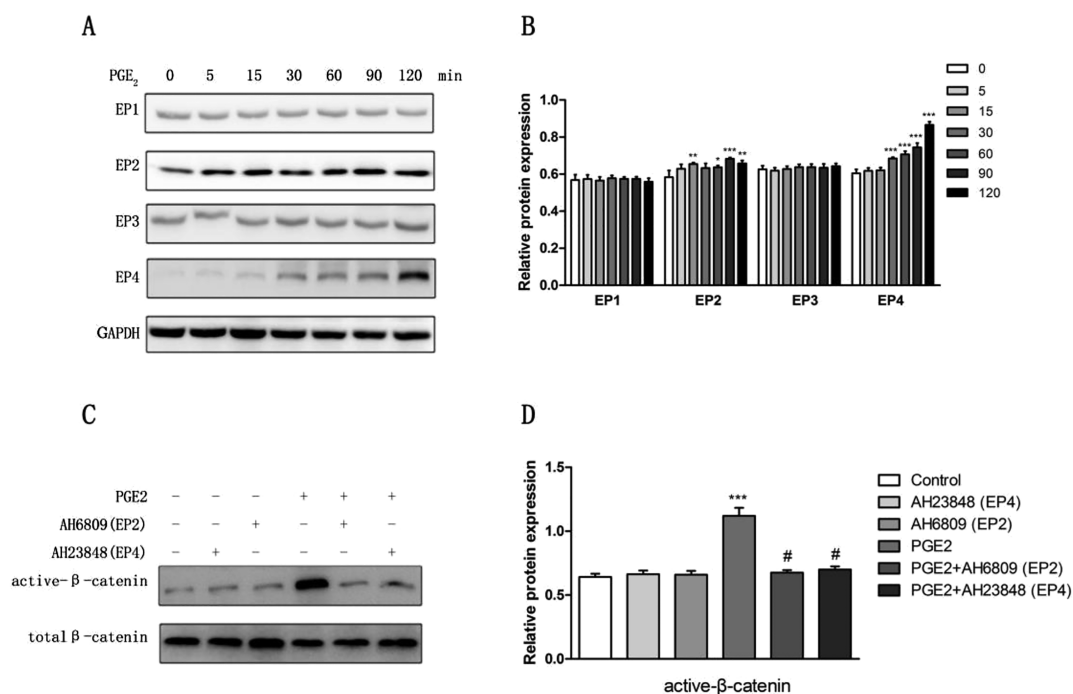 A
PGE2 0 5 15 30 60 90 120 min
EP1
EP2
EP3
EP4
GAPDH
B
Relative protein expression
1.0
0.8
0.6
0.4
0.2
0.0
** * *** ** *** *** *** ***
EP1 EP2 EP3 EP4
0
5
15
30
60
90
120
C
PGE2 - - - + + +
AH6809(EP2) - - + - + -
AH23848(EP4) - + - - - +
active-β-catenin
total β-catenin
D
Relative protein expression
1.5
1.0
0.5
0.0
*** # #
active-β-catenin
Control
AH23848 (EP4)
AH6809 (EP2)
PGE2
PGE2+AH6809 (EP2)
PGE2+AH23848 (EP4)